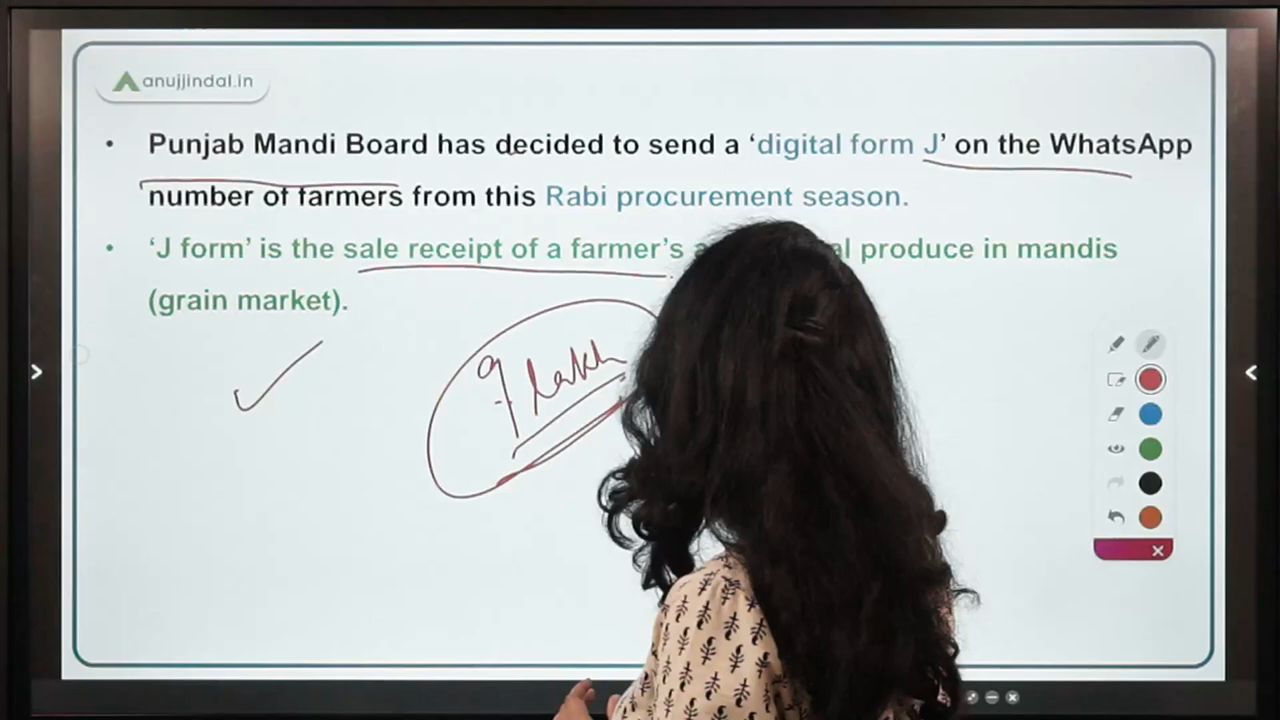 anujjindal.in
• Punjab Mandi Board has decided to send a ‘digital form J’ on the WhatsApp
number of farmers from this Rabi procurement season.
• ‘J form’ is the sale receipt of a farmer’s produce in mandis
(grain market).
9 lakh